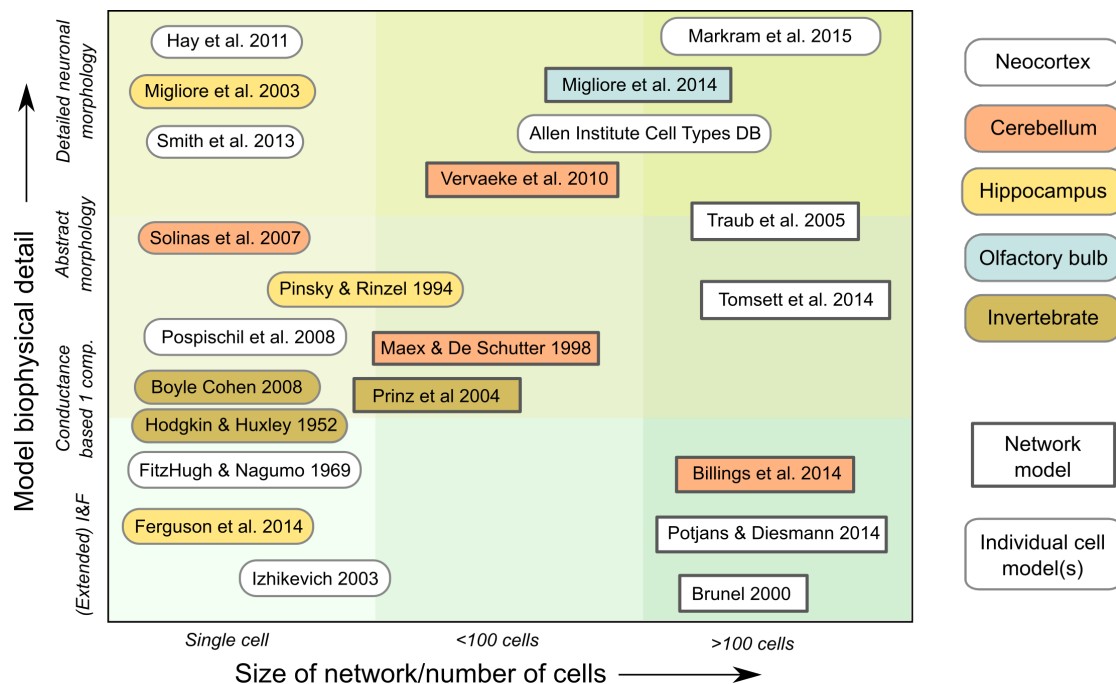 Model biophysical detail
Detailed neuronal
morphology
Abstract
morphology
Conductance
based 1 comp.
(Extended) I&F
Hay et al. 2011
Markram et al. 2015
Migliore et al. 2003
Migliore et al. 2014
Smith et al. 2013
Allen Institute Cell Types DB
Vervaeke et al. 2010
Traub et al. 2005
Solinas et al. 2007
Pinsky & Rinzel 1994
Tomsett et al. 2014
Pospischil et al. 2008
Maex & De Schutter 1998
Boyle Cohen 2008
Prinz et al 2004
Hodgkin & Huxley 1952
FitzHugh & Nagumo 1969
Billings et al. 2014
Ferguson et al. 2014
Potjans & Diesmann 2014
Izhikevich 2003
Brunel 2000
Single cell
<100 cells
>100 cells
Size of network/number of cells
Neocortex
Cerebellum
Hippocampus
Olfactory bulb
Invertebrate
Network
model
Individual cell
model(s)